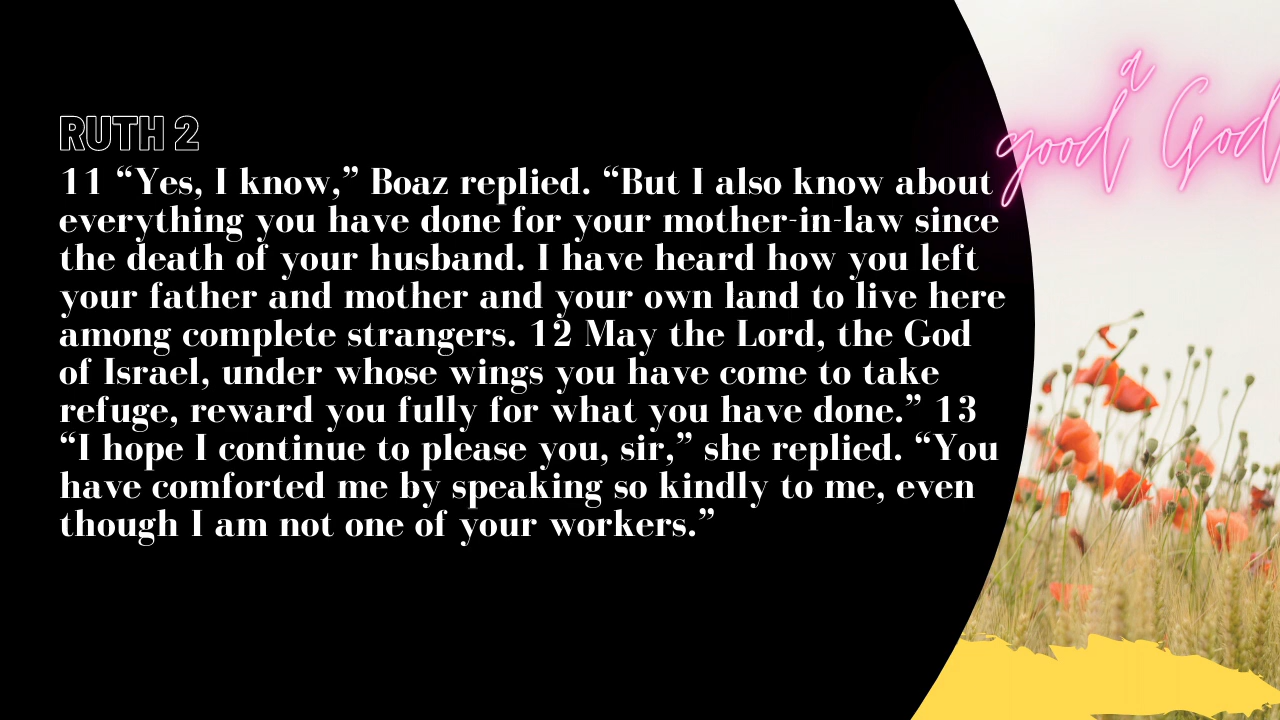 RUTH 2
11 “Yes, I know,” Boaz replied. “But I also know about
everything you have done for your mother-in-law since
the death of your husband. I have heard how you left
your father and mother and your own land to live here
among complete strangers. 12 May the Lord, the God
of Israel, under whose wings you have come to take
refuge, reward you fully for what you have done.” 13
“I hope I continue to please you, sir,” she replied. “You
have comforted me by speaking so kindly to me, even
though I am not one of your workers.”
a
good God